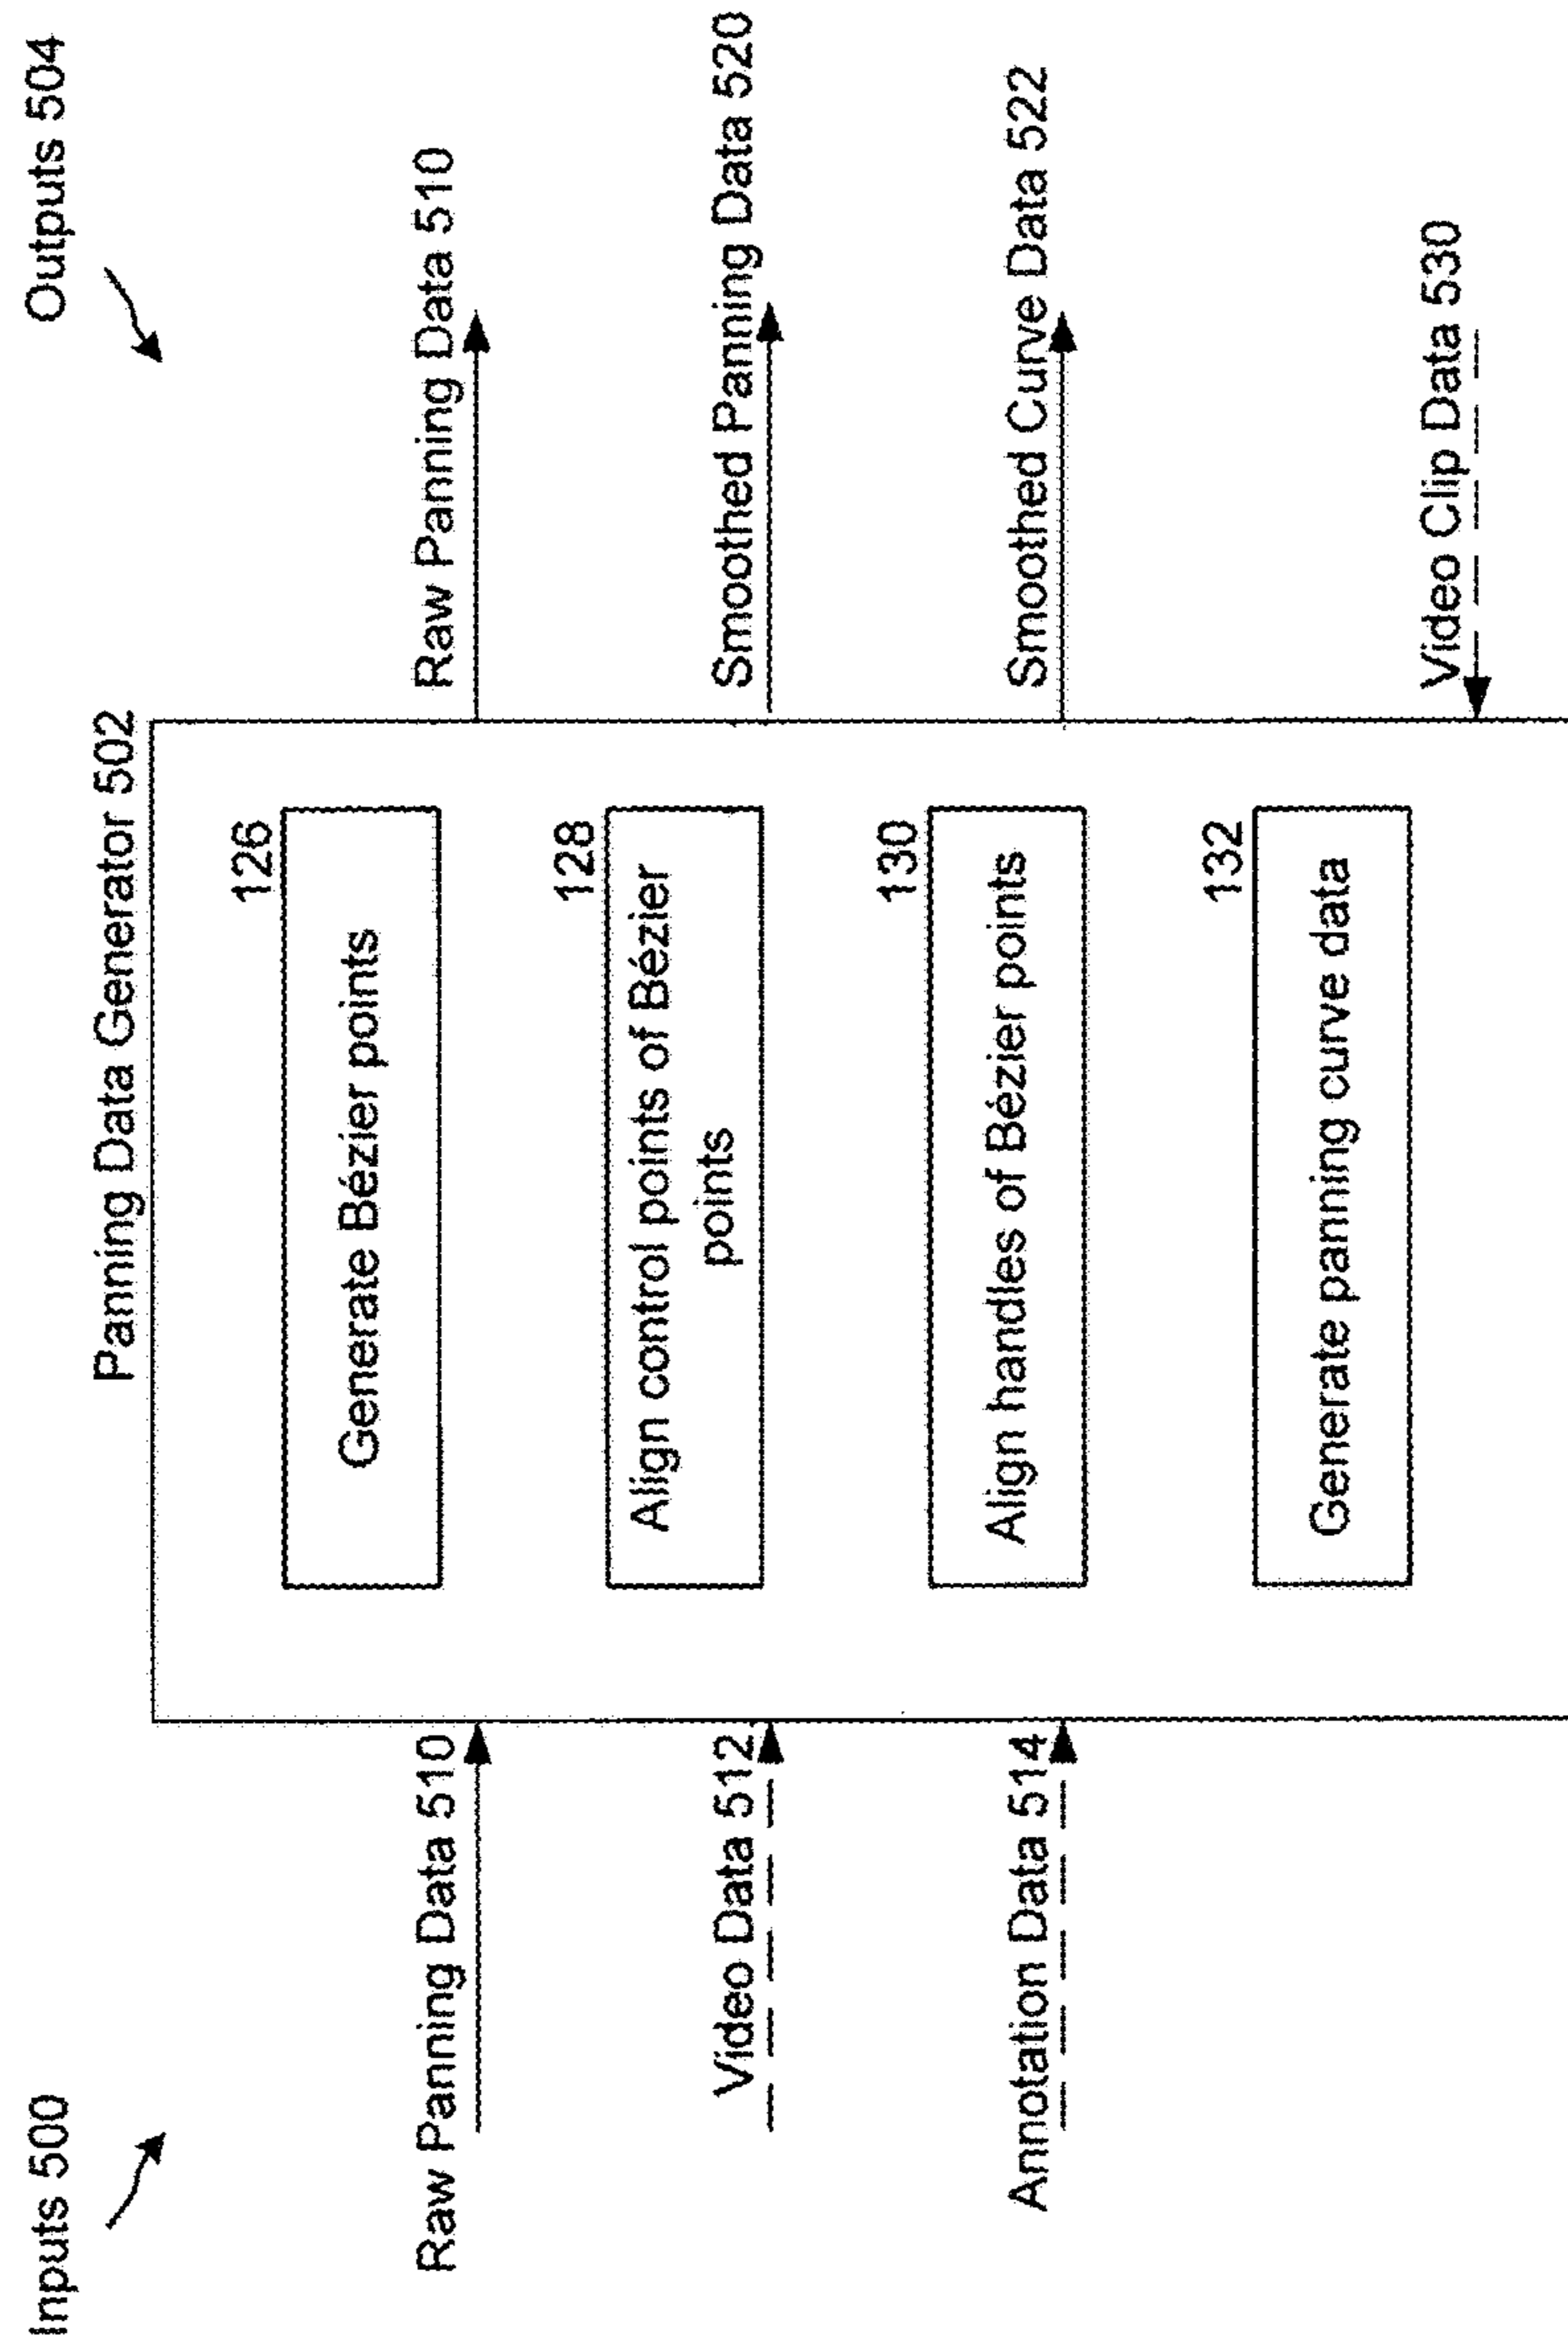 Inputs 500
Panning Data Generator 502
Outputs 504
Raw Panning Data 510
Video Data 512
Annotation Data 514
126
Generate Bézier points
128
Align control points of Bézier
points
130
Align handles of Bézier points
132
Generate panning curve data
Raw Panning Data 510
Smoothed Panning Data 520
Smoothed Curve Data 522
Video Clip Data 530